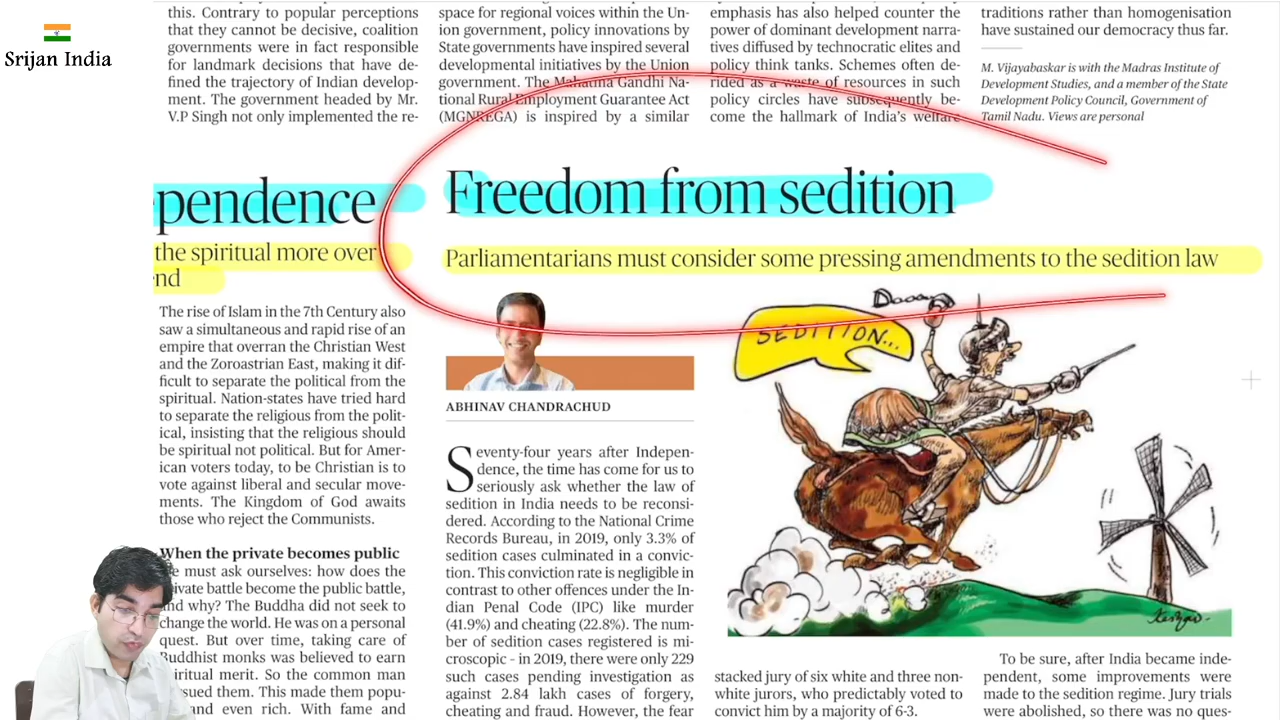 Srijan India
this. Contrary to popular perceptions
that they cannot be decisive, coalition
governments were in fact responsible
for landmark decisions that have de-
fined the trajectory of Indian develop-
ment. The government headed by Mr.
V.P Singh not only implemented the re-
space for regional voices within the Un-
ion government, policy innovations by
State governments have inspired several
developmental initiatives by the Union
government. The Mahatma Gandhi Na-
tional Rural Employment Guarantee Act
(MGNREGA) is inspired by a similar
emphasis has also helped counter the
power of dominant development narra-
tives diffused by technocratic elites and
policy think tanks. Schemes often de-
rided as a waste of resources in such
policy circles have subsequently be-
come the hallmark of India's welfare
traditions rather than homogenisation
have sustained our democracy thus far.
M. Vijayabaskar is with the Madras Institute of
Development Studies, and a member of the State
Development Policy Council, Government of
Tamil Nadu. Views are personal
pendence
the spiritual more over
end
The rise of Islam in the 7th Century also
saw a simultaneous and rapid rise of an
empire that overran the Christian West
and the Zoroastrian East, making it dif-
ficult to separate the political from the
spiritual. Nation-states have tried hard
to separate the religious from the polit-
ical, insisting that the religious should
be spiritual not political. But for Amer-
ican voters today, to be Christian is to
vote against liberal and secular move-
ments. The Kingdom of God awaits
those who reject the Communists.
When the private becomes public
must ask ourselves: how does the
private battle become the public battle,
and why? The Buddha did not seek to
change the world. He was on a personal
quest. But over time, taking care of
Buddhist monks was believed to earn
spiritual merit. So the common man
sued them. This made them popu-
and even rich. With fame and
Freedom from sedition
Parliamentarians must consider some pressing amendments to the sedition law
ABHINAV CHANDRACHUD
Seventy-four years after Indepen-
dence, the time has come for us to
seriously ask whether the law of
sedition in India needs to be reconsi-
dered. According to the National Crime
Records Bureau, in 2019, only 3.3% of
sedition cases culminated in a convic-
tion. This conviction rate is negligible in
contrast to other offences under the In-
dian Penal Code (IPC) like murder
(41.9%) and cheating (22.8%). The num-
ber of sedition cases registered is mi-
croscopic - in 2019, there were only 229
such cases pending investigation as
against 2.84 lakh cases of forgery,
cheating and fraud. However, the fear
SEDITION...
stacked jury of six white and three non-
white jurors, who predictably voted to
convict him by a majority of 6-3.
To be sure, after India became inde-
pendent, some improvements were
made to the sedition regime. Jury trials
were abolished, so there was no ques-